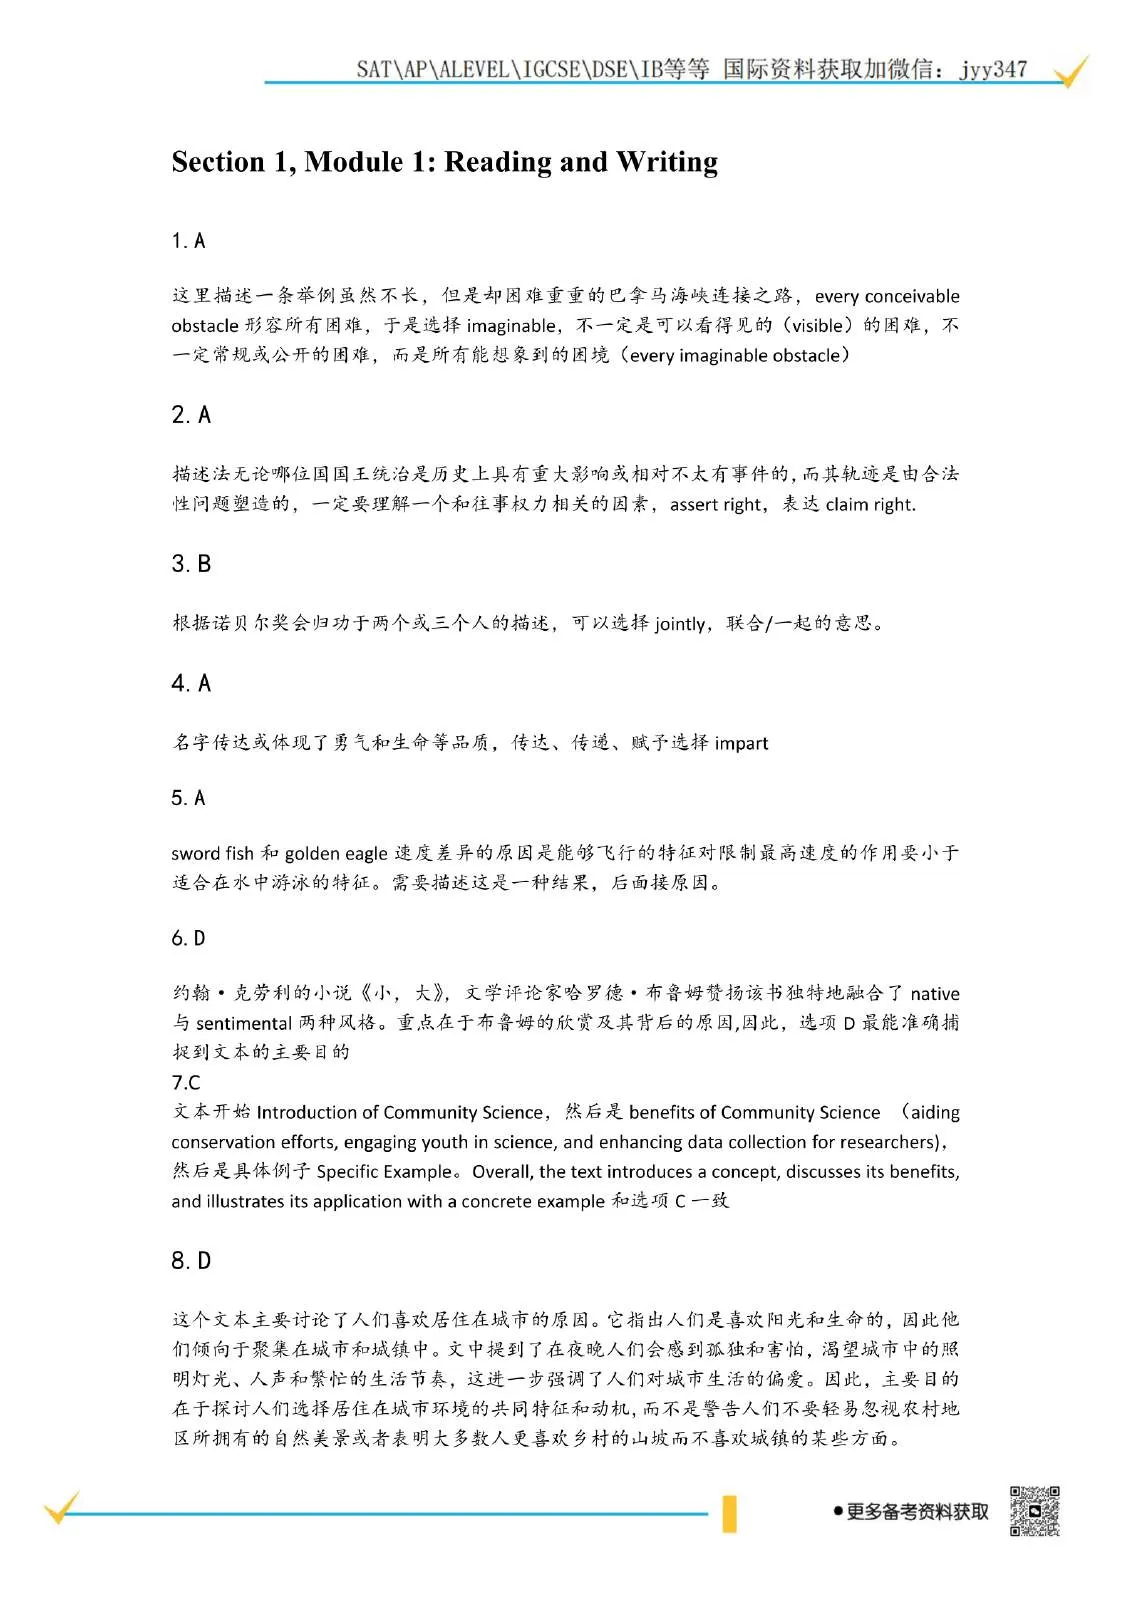 SAT\AP\ALEVEL\IGCSE\DSE\IB等等 国际资料获取加微信：jyy347
Section 1, Module 1: Reading and Writing
1. A
这里描述一条举例虽然不长，但是却困难重重的巴拿马海峡连接之路，every conceivable
obstacle 形容所有困难，于是选择 imaginable，不一定是可以看得见的（visible）的困难，不
一定常规或公开的困难，而是所有能想象到的困境（every imaginable obstacle）
2. A
描述法无论哪位国国王统治是历史上具有重大影响或相对不太有事件的,而其轨迹是由合法
性问题塑造的，一定要理解一个和往事权力相关的因素，assert right，表达 claim right.
3. B
根据诺贝尔奖会归功于两个或三个人的描述，可以选择 jointly，联合/一起的意思。
4. A
名字传达或体现了勇气和生命等品质，传达、传递、赋予选择 impart
5. A
sword fish 和 golden eagle 速度差异的原因是能够飞行的特征对限制最高速度的作用要小于
适合在水中游泳的特征。需要描述这是一种结果，后面接原因。
6. D
约翰·克劳利的小说《小，大》，文学评论家哈罗德·布鲁姆赞扬该书独特地融合了 native
与 sentimental 两种风格。重点在于布鲁姆的欣赏及其背后的原因,因此，选项 D 最能准确捕
捉到文本的主要目的
7.C
文本开始 Introduction of Community Science，然后是 benefits of Community Science （aiding
conservation efforts, engaging youth in science, and enhancing data collection for researchers)，
然后是具体例子 Specific Example。Overall, the text introduces a concept, discusses its benefits,
and illustrates its application with a concrete example 和选项 C 一致
8. D
这个文本主要讨论了人们喜欢居住在城市的原因。它指出人们是喜欢阳光和生命的，因此他
们倾向于聚集在城市和城镇中。文中提到了在夜晚人们会感到孤独和害怕，渴望城市中的照
明灯光、人声和繁忙的生活节奏，这进一步强调了人们对城市生活的偏爱。因此，主要目的
在于探讨人们选择居住在城市环境的共同特征和动机，而不是警告人们不要轻易忽视农村地
区所拥有的自然美景或者表明大多数人更喜欢乡村的山坡而不喜欢城镇的某些方面。
●更多备考资料获取